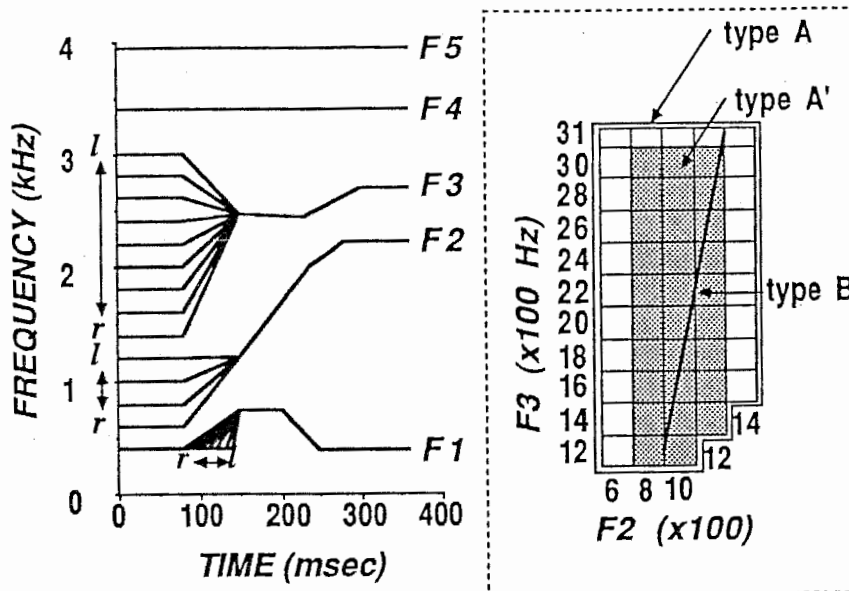 FREQUENCY (kHz)
4
3
2
1
0
l
r
l
r
r l
F5
F4
F3
F2
F1
0 100 200 300 400
TIME (msec)
type A
type A'
type B
F3 (x100 Hz)
31
30
28
26
24
22
20
18
16
14
12
14
12
6 8 10
F2 (x100)